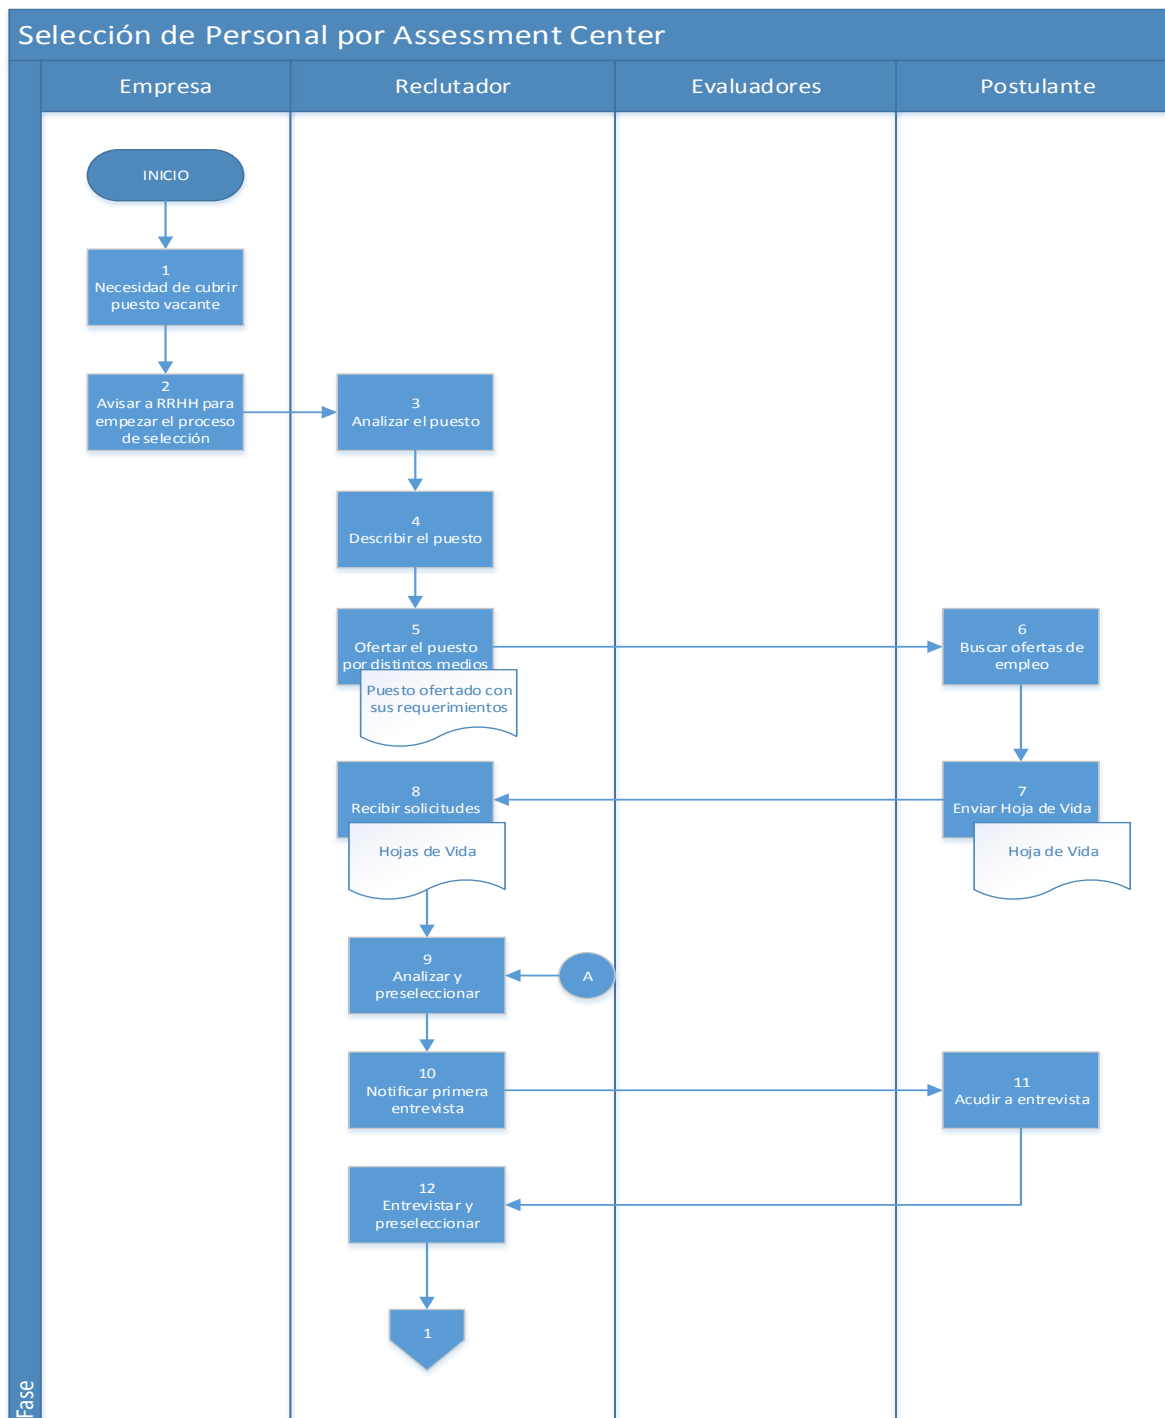 Selección de Personal por Assessment Center
Fase
Empresa
Reclutador
Evaluadores
Postulante
INICIO
1
Necesidad de cubrir
puesto vacante
2
Avisar a RRHH para
empezar el proceso
de selección
3
Analizar el puesto
4
Describir el puesto
5
Ofertar el puesto
por distintos medios
Puesto ofertado con
sus requerimientos
6
Buscar ofertas de
empleo
7
Enviar Hoja de Vida
Hoja de Vida
8
Recibir solicitudes
Hojas de Vida
9
Analizar y
preseleccionar
A
10
Notificar primera
entrevista
11
Acudir a entrevista
12
Entrevistar y
preseleccionar
1